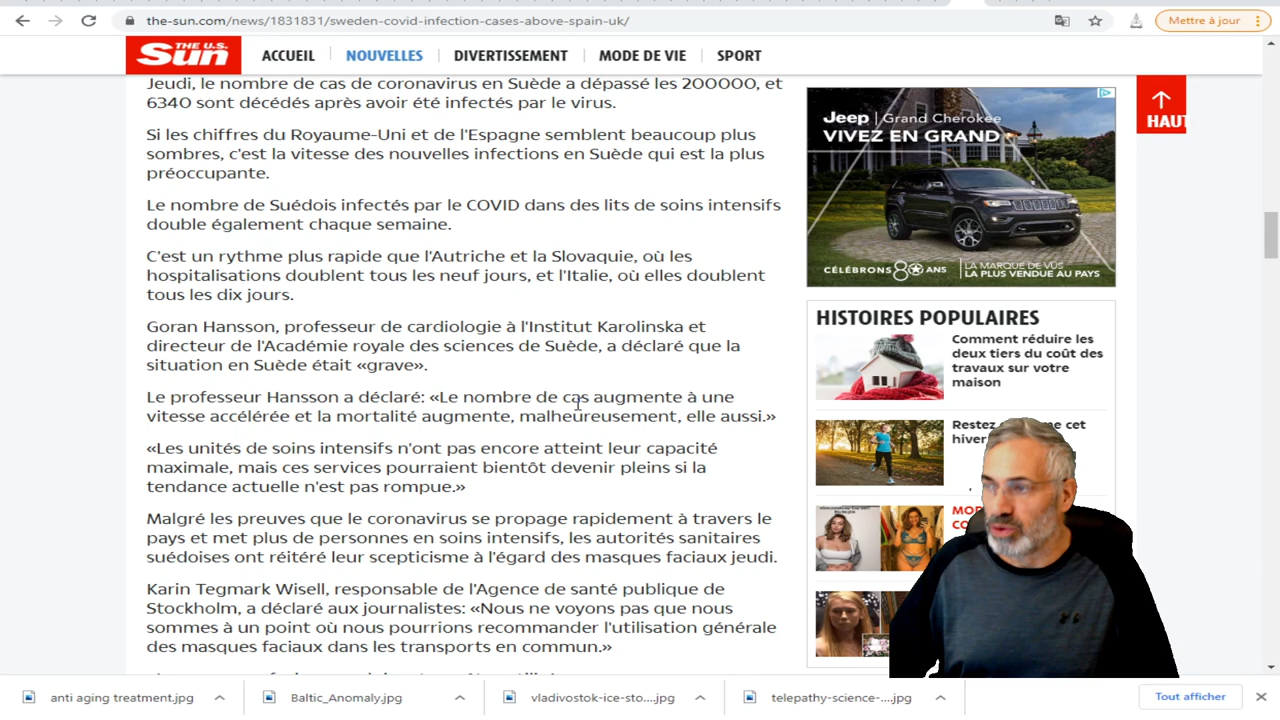 the-sun.com/news/1831831/sweden-covid-infection-cases-above-spain-uk/
Mettre à jour
THE U.S.
Sun
ACCUEIL
NOUVELLES
DIVERTISSEMENT
MODE DE VIE
SPORT
Jeudi, le nombre de cas de coronavirus en Suède a dépassé les 200000, et
6340 sont décédés après avoir été infectés par le virus.
Si les chiffres du Royaume-Uni et de l'Espagne semblent beaucoup plus
sombres, c'est la vitesse des nouvelles infections en Suède qui est la plus
préoccupante.
Le nombre de Suédois infectés par le COVID dans des lits de soins intensifs
double également chaque semaine.
C'est un rythme plus rapide que l'Autriche et la Slovaquie, où les
hospitalisations doublent tous les neuf jours, et l'Italie, où elles doublent
tous les dix jours.
Goran Hansson, professeur de cardiologie à l'Institut Karolinska et
directeur de l'Académie royale des sciences de Suède, a déclaré que la
situation en Suède était «grave».
Le professeur Hansson a déclaré: «Le nombre de cas augmente à une
vitesse accélérée et la mortalité augmente, malheureusement, elle aussi.»
«Les unités de soins intensifs n'ont pas encore atteint leur capacité
maximale, mais ces services pourraient bientôt devenir pleins si la
tendance actuelle n'est pas rompue.»
Malgré les preuves que le coronavirus se propage rapidement à travers le
pays et met plus de personnes en soins intensifs, les autorités sanitaires
suédoises ont réitéré leur scepticisme à l'égard des masques faciaux jeudi.
Karin Tegmark Wisell, responsable de l'Agence de santé publique de
Stockholm, a déclaré aux journalistes: «Nous ne voyons pas que nous
sommes à un point où nous pourrions recommander l'utilisation générale
des masques faciaux dans les transports en commun.»
Jeep | Grand Cherokee
VIVEZ EN GRAND
CÉLÉBRONS 80 ANS
LA MARQUE DE VUS
LA PLUS VENDUE AU PAYS
HAUT
HISTOIRES POPULAIRES
Comment réduire les
deux tiers du coût des
travaux sur votre
maison
cet
anti aging treatment.jpg
Baltic_Anomaly.jpg
vladivostok-ice-sto....jpg
telepathy-science-....jpg
Tout afficher